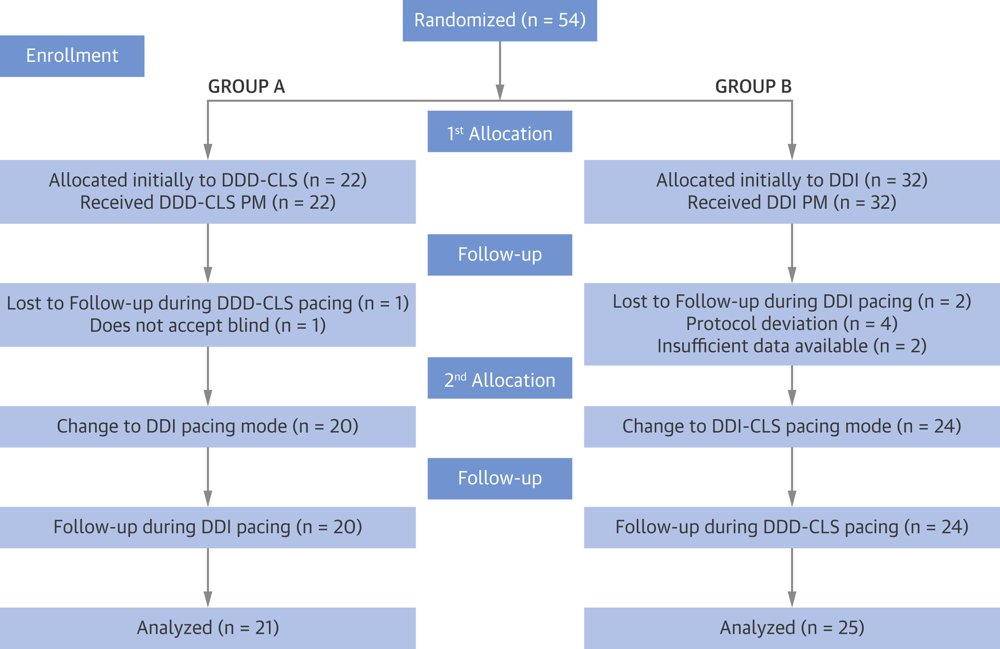 Randomized (n = 54)
Enrollment
GROUP A
GROUP B
1st Allocation
Allocated initially to DDD-CLS (n = 22)
Received DDD-CLS PM (n = 22)
Allocated initially to DDI (n = 32)
Received DDI PM (n = 32)
Follow-up
Lost to Follow-up during DDD-CLS pacing (n = 1)
Does not accept blind (n = 1)
Lost to Follow-up during DDI pacing (n = 2)
Protocol deviation (n = 4)
Insufficient data available (n = 2)
2nd Allocation
Change to DDI pacing mode (n = 20)
Change to DDI-CLS pacing mode (n = 24)
Follow-up
Follow-up during DDI pacing (n = 20)
Follow-up during DDD-CLS pacing (n = 24)
Analyzed (n = 21)
Analyzed (n = 25)